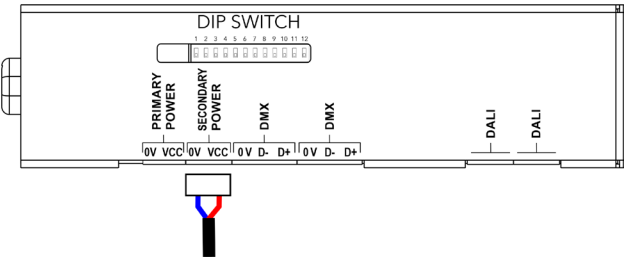 DIP SWITCH
1 2 3 4 5 6 7 8 9 10 11 12
PRIMARY
POWER
SECONDARY
POWER
DMX
DMX
DALI
DALI
0V VCC 0V VCC 0V D- D+ 0V D- D+